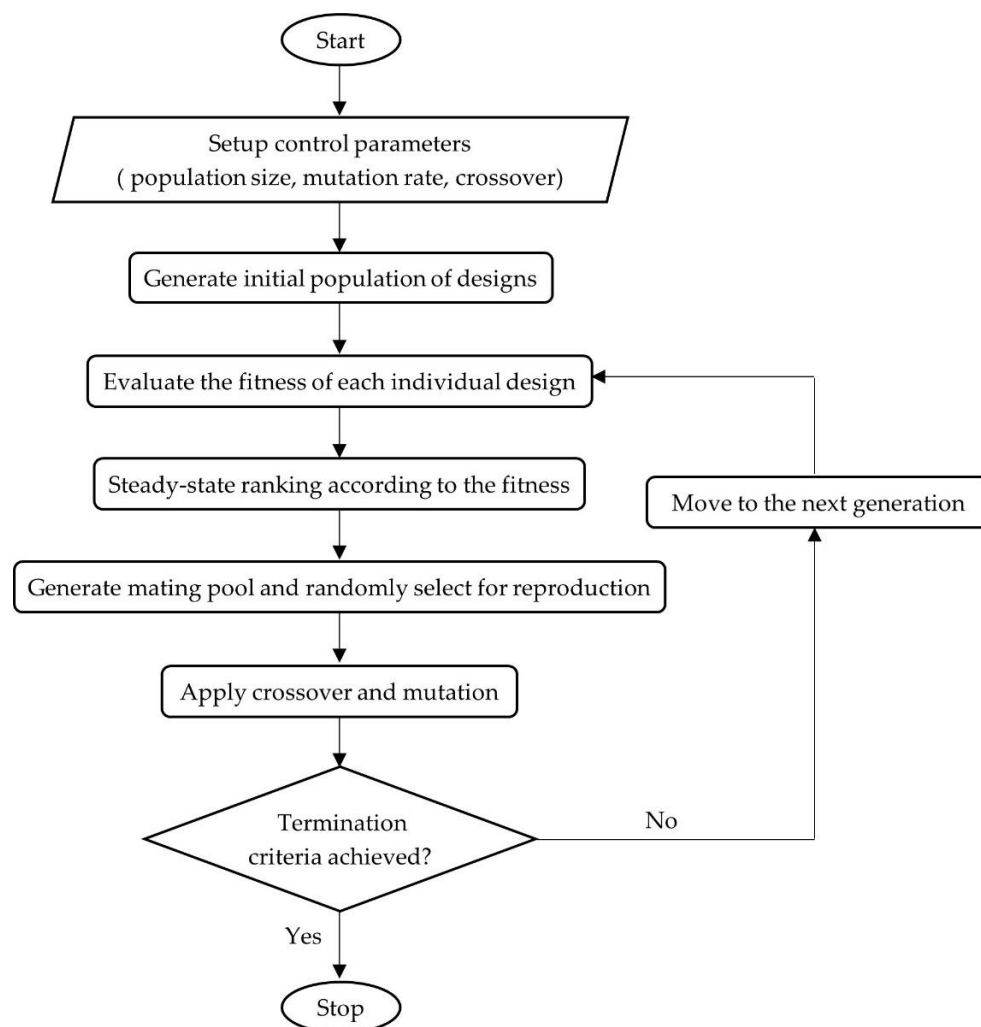 Start
Setup control parameters
( population size, mutation rate, crossover)
Generate initial population of designs
Evaluate the fitness of each individual design
Steady-state ranking according to the fitness
Move to the next generation
Generate mating pool and randomly select for reproduction
Apply crossover and mutation
Termination
criteria achieved?
No
Yes
Stop